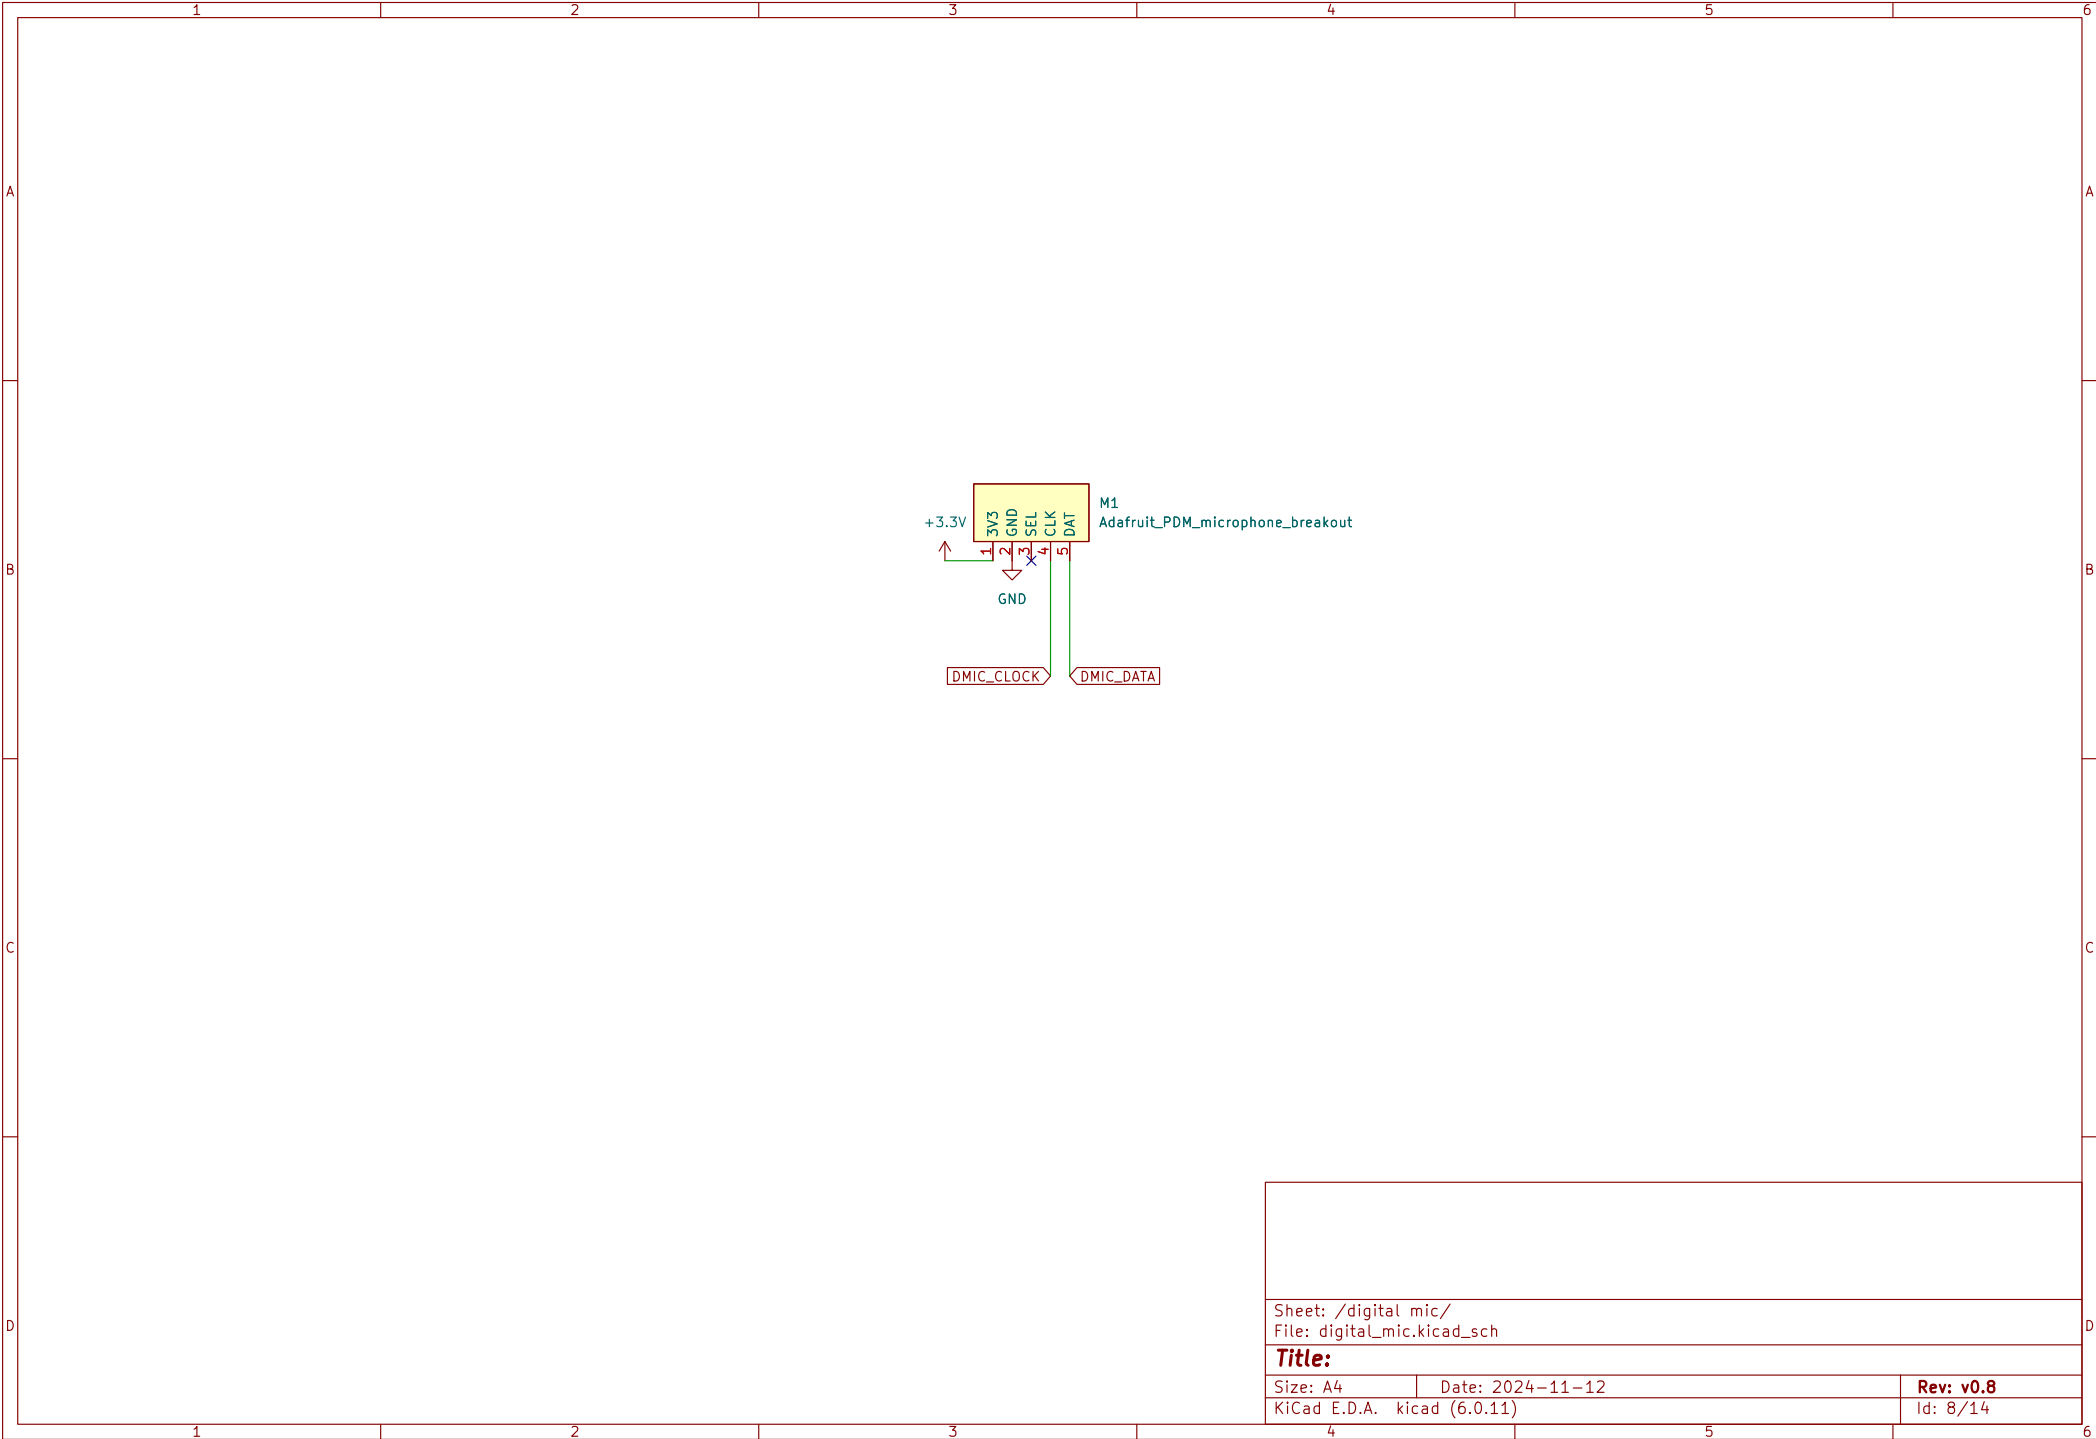 1 2 3 4 5 6
A A
M1
+3.3V Adafruit_PDM_microphone_breakout
3V3 GND SEL CLK DAT
1 2 3 4 5
B B
GND
DMIC_CLOCK DMIC_DATA
C C
Sheet: /digital mic/
File: digital_mic.kicad_sch
D D
Title:
Size: A4 Date: 2024-11-12 Rev: v0.8
KiCad E.D.A. kicad (6.0.11) Id: 8/14
1 2 3 4 5 6